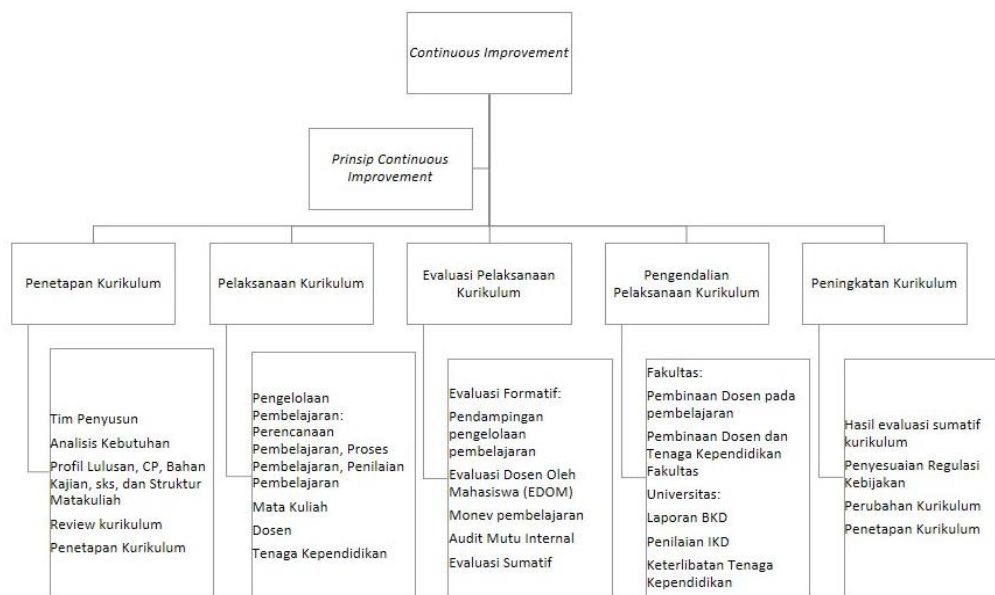 Continuous Improvement
Prinsip Continuous
Improvement
Penetapan Kurikulum
Pelaksanaan Kurikulum
Evaluasi Pelaksanaan
Kurikulum
Pengendalian
Pelaksanaan Kurikulum
Peningkatan Kurikulum
Tim Penyusun
Analisis Kebutuhan
Profil Lulusan, CP, Bahan
Kajian, sks, dan Struktur
Matakuliah
Review kurikulum
Penetapan Kurikulum
Pengelolaan
Pembelajaran:
Perencanaan
Pembelajaran, Proses
Pembelajaran, Penilaian
Pembelajaran
Mata Kuliah
Dosen
Tenaga Kependidikan
Evaluasi Formatif:
Pendampingan
pengelolaan
pembelajaran
Evaluasi Dosen Oleh
Mahasiswa (EDOM)
Monev pembelajaran
Audit Mutu Internal
Evaluasi Sumatif
Fakultas:
Pembinaan Dosen pada
pembelajaran
Pembinaan Dosen dan
Tenaga Kependidikan
Fakultas
Universitas:
Laporan BKD
Penilaian IKD
Keterlibatan Tenaga
Kependidikan
Hasil evaluasi sumatif
kurikulum
Penyesuaian Regulasi
Kebijakan
Perubahan Kurikulum
Penetapan Kurikulum